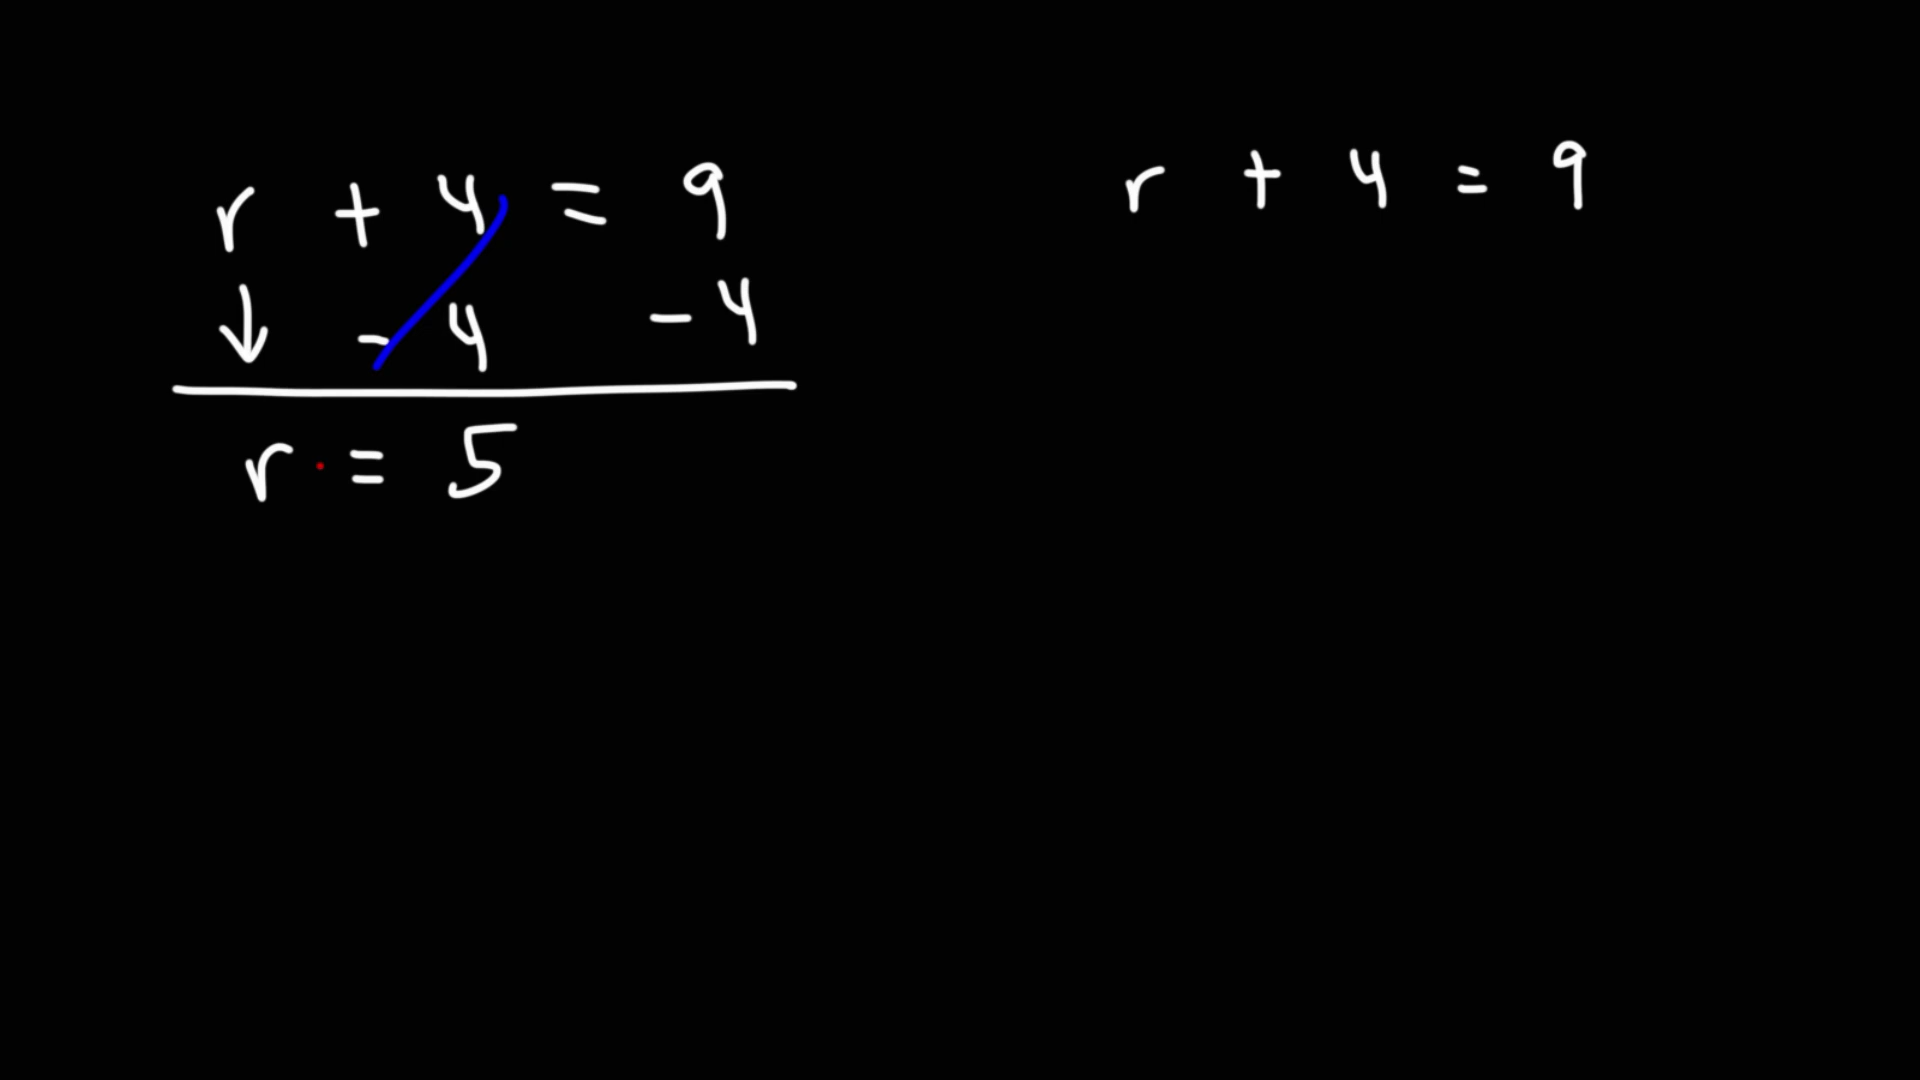 r + 4 = 9
↓ - 4 - 4
r = 5
r + 4 = 9